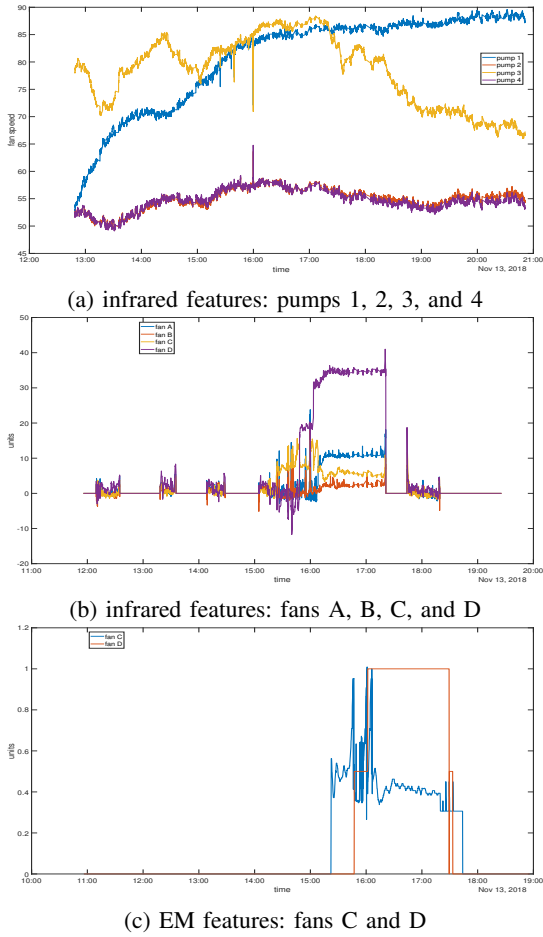 90
85
80
75
70
65
60
55
50
45
fan speed
pump 1
pump 2
pump 3
pump 4
12:00 13:00 14:00 15:00 16:00 17:00 18:00 19:00 20:00 21:00
time
Nov 13, 2018
(a) infrared features: pumps 1, 2, 3, and 4
50
40
30
20
10
0
-10
-20
units
fan A
fan B
fan C
fan D
11:00 12:00 13:00 14:00 15:00 16:00 17:00 18:00 19:00 20:00
time
Nov 13, 2018
(b) infrared features: fans A, B, C, and D
1.2
1
0.8
0.6
0.4
0.2
0
units
fan C
fan D
10:00 11:00 12:00 13:00 14:00 15:00 16:00 17:00 18:00 19:00
time
Nov 13, 2018
(c) EM features: fans C and D